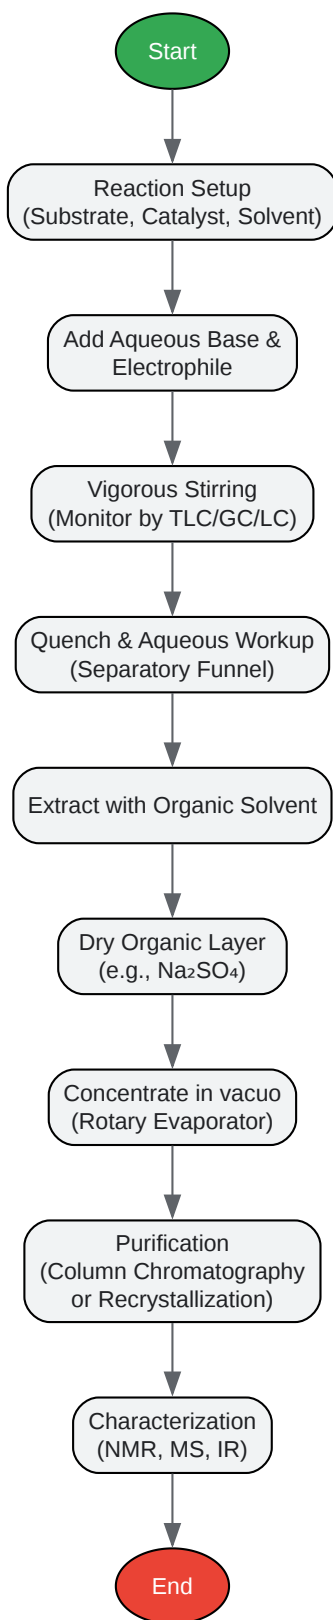 Start
Reaction Setup
(Substrate, Catalyst, Solvent)
Add Aqueous Base &
Electrophile
Vigorous Stirring
(Monitor by TLC/GC/LC)
Quench & Aqueous Workup
(Separatory Funnel)
Extract with Organic Solvent
Dry Organic Layer
(e.g., Na₂SO₄)
Concentrate in vacuo
(Rotary Evaporator)
Purification
(Column Chromatography
or Recrystallization)
Characterization
(NMR, MS, IR)
End